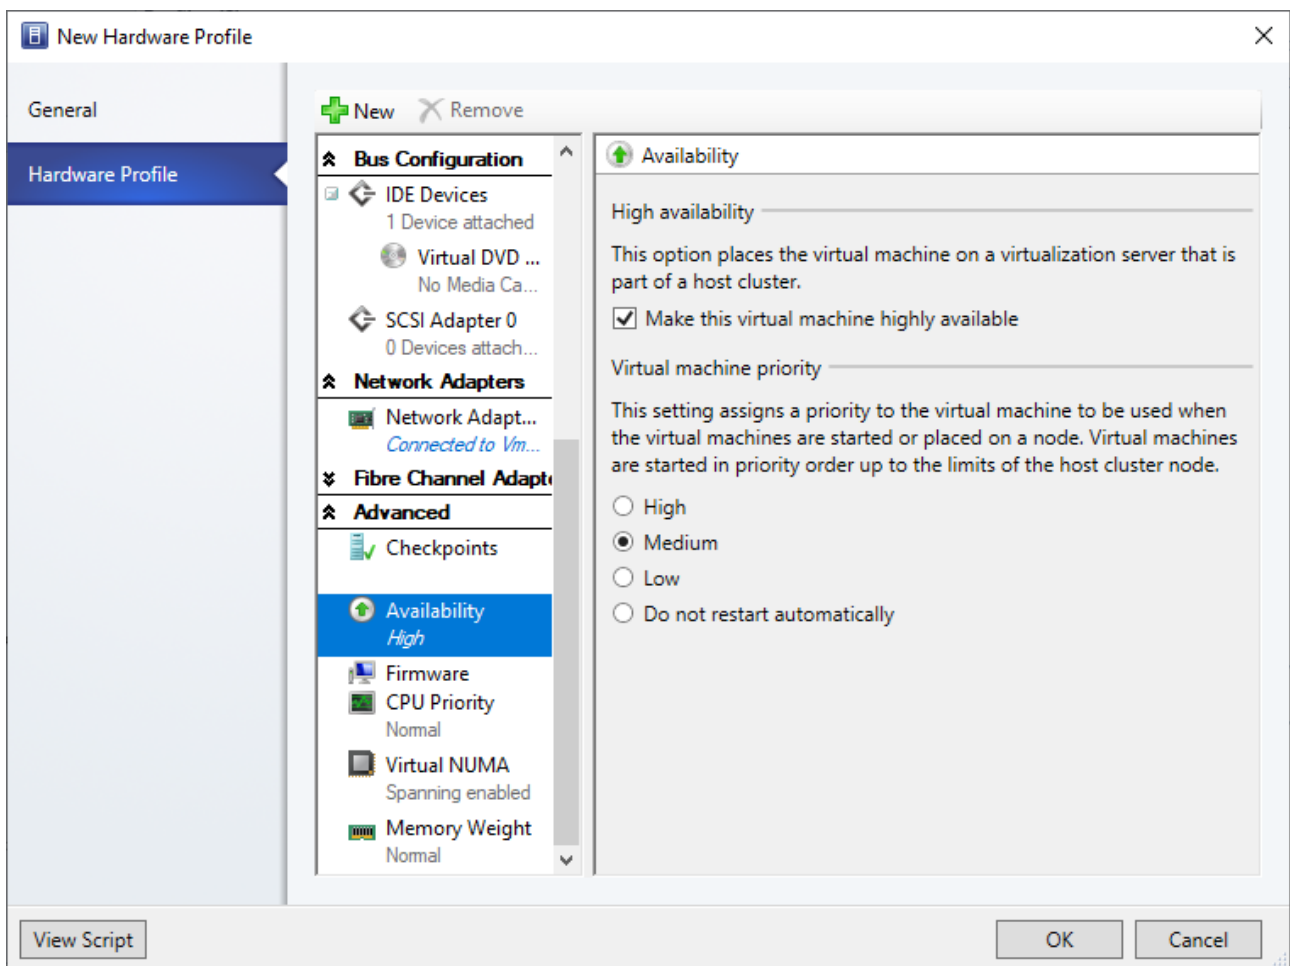 New Hardware Profile
General
Hardware Profile
New
Remove
Bus Configuration
IDE Devices
1 Device attached
Virtual DVD ...
No Media Ca...
SCSI Adapter 0
0 Devices attach...
Network Adapters
Network Adapt...
Connected to Vm...
Fibre Channel Adapt
Advanced
Checkpoints
Availability
High
Firmware
CPU Priority
Normal
Virtual NUMA
Spanning enabled
Memory Weight
Normal
Availability
High availability
This option places the virtual machine on a virtualization server that is
part of a host cluster.
Make this virtual machine highly available
Virtual machine priority
This setting assigns a priority to the virtual machine to be used when
the virtual machines are started or placed on a node. Virtual machines
are started in priority order up to the limits of the host cluster node.
High
Medium
Low
Do not restart automatically
View Script
OK
Cancel